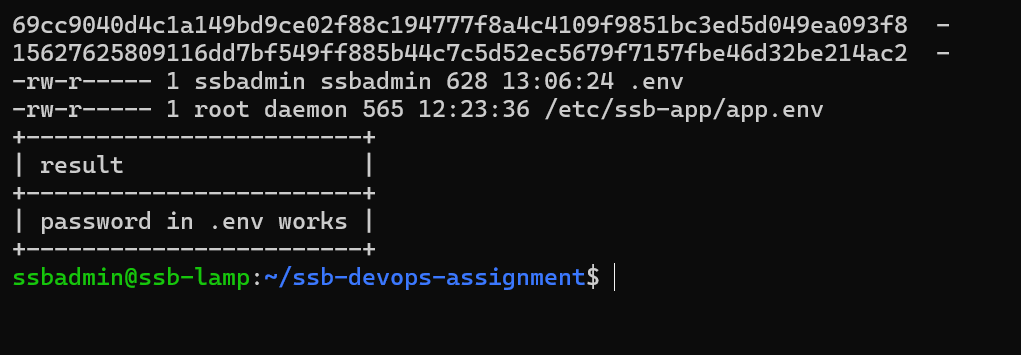 69cc9040d4c1a149bd9ce02f88c194777f8a4c4109f9851bc3ed5d049ea093f8  -
15627625809116dd7bf549ff885b44c7c5d52ec5679f7157fbe46d32be214ac2  -
-rw-r----- 1 ssbadmin ssbadmin 628 13:06:24 .env
-rw-r----- 1 root daemon 565 12:23:36 /etc/ssb-app/app.env
+------------------------+
| result                 |
+------------------------+
| password in .env works |
+------------------------+
ssbadmin@ssb-lamp:~/ssb-devops-assignment$